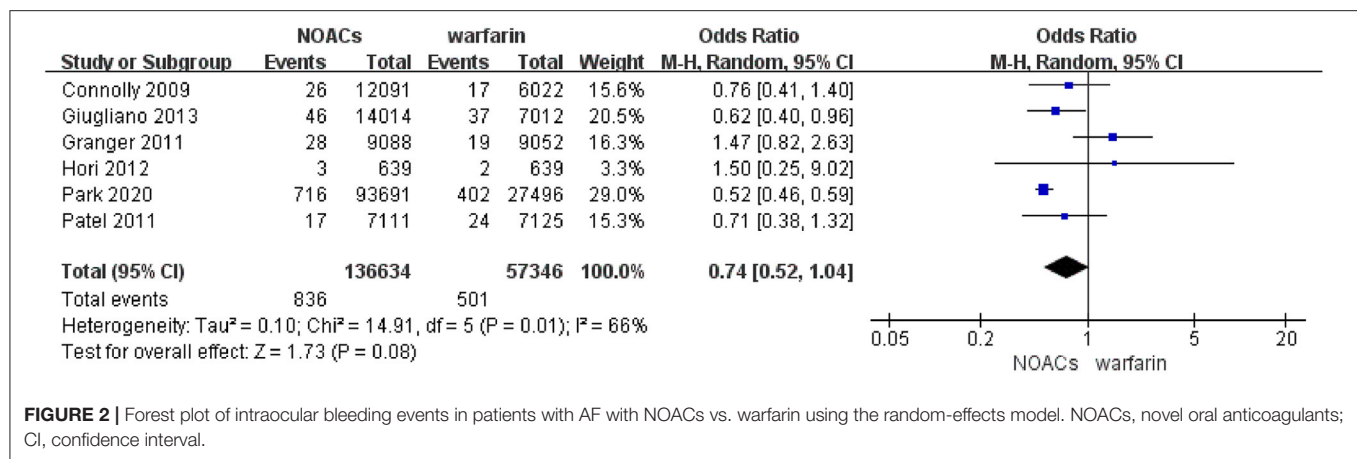 NOACs warfarin Odds Ratio Odds Ratio
Study or Subgroup Events Total Events Total Weight M-H, Random, 95% CI M-H, Random, 95% CI
Connolly 2009 26 12091 17 6022 15.6% 0.76 [0.41, 1.40]
Giugliano 2013 46 14014 37 7012 20.5% 0.62 [0.40, 0.96]
Granger 2011 28 9088 19 9052 16.3% 1.47 [0.82, 2.63]
Hori 2012 3 639 2 639 3.3% 1.50 [0.25, 9.02]
Park 2020 716 93691 402 27496 29.0% 0.52 [0.46, 0.59]
Patel 2011 17 7111 24 7125 15.3% 0.71 [0.38, 1.32]
Total (95% CI) 136634 57346 100.0% 0.74 [0.52, 1.04]
Total events 836 501
Heterogeneity: Tau² = 0.10; Chi² = 14.91, df = 5 (P = 0.01); I² = 66%
Test for overall effect: Z = 1.73 (P = 0.08)
0.05 0.2 1 5 20
NOACs warfarin
FIGURE 2 | Forest plot of intraocular bleeding events in patients with AF with NOACs vs. warfarin using the random-effects model. NOACs, novel oral anticoagulants;
CI, confidence interval.